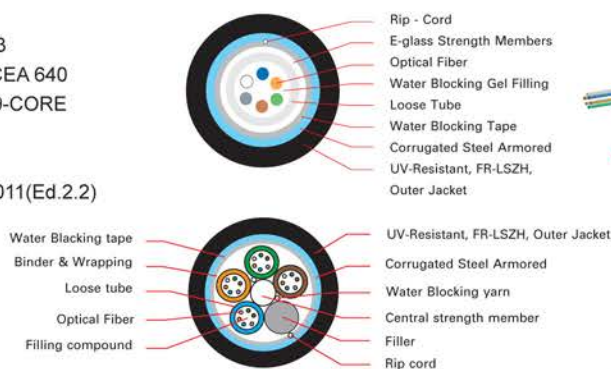 3
CEA 640
-CORE
Rip - Cord
E-glass Strength Members
Optical Fiber
Water Blocking Gel Filling
Loose Tube
Water Blocking Tape
Corrugated Steel Armored
UV-Resistant, FR-LSZH,
Outer Jacket
011(Ed.2.2)
Water Blacking tape
Binder & Wrapping
Loose tube
Optical Fiber
Filling compound
UV-Resistant, FR-LSZH, Outer Jacket
Corrugated Steel Armored
Water Blocking yarn
Central strength member
Filler
Rip cord